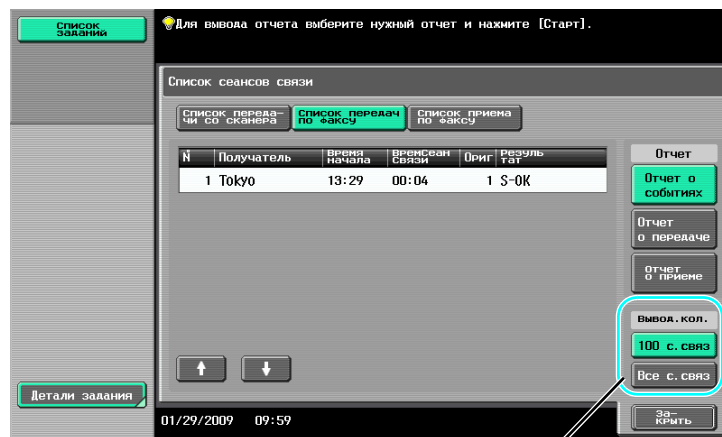 Список
заданий
Для вывода отчета выберите нужный отчет и нажмите [Старт].
Список сеансов связи
Список переда-
чи со сканера
Список передач
по факсу
Список приема
по факсу
№ Получатель Время
начала ВремСеан
Связи Ориг Резуль
тат
1 Tokyo 13:29 00:04 1 S-OK
Отчет
Отчет о
событиях
Отчет
о передаче
Отчет
о приеме
Вывод.кол.
100 с.связ
Все с.связ
Детали задания
01/29/2009 09:59
За-
крыть